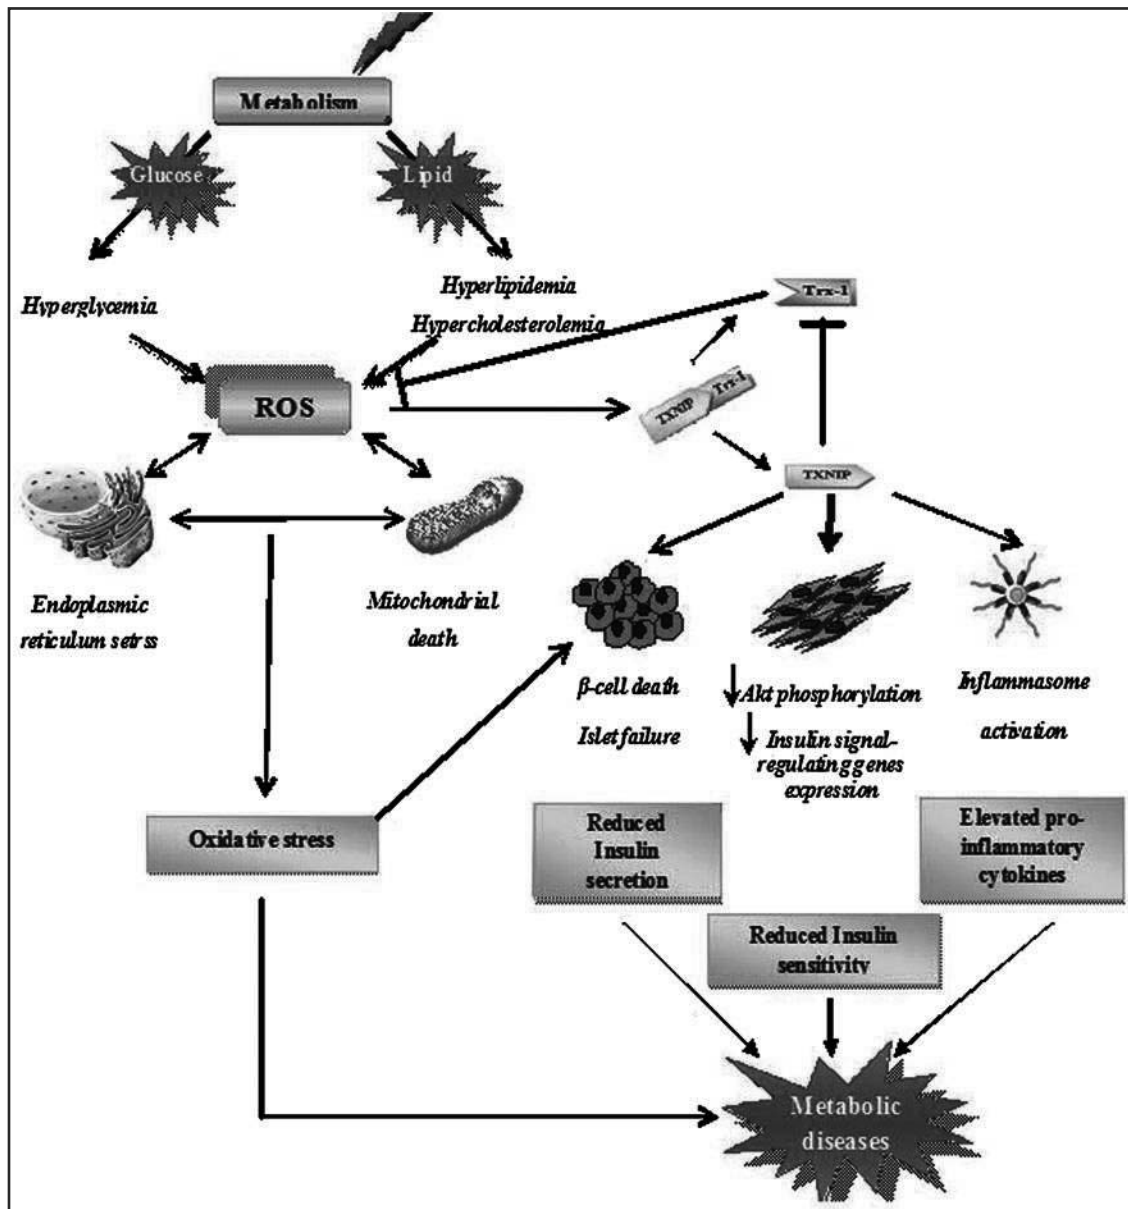 Metabolism
Glucose
Lipid
Hyperglycemia
Hyperlipidemia
Hypercholesterolemia
Trx-1
ROS
TXNIP
Trx-1
TXNIP
Endoplasmic
reticulum setrss
Mitochondrial
death
β-cell death
Islet failure
Akt phosphorylation
Insulin signal-
regulating genes
expression
Inflammasome
activation
Oxidative stress
Reduced
Insulin
secretion
Elevated pro-
inflammatory
cytokines
Reduced Insulin
sensitivity
Metabolic
diseases